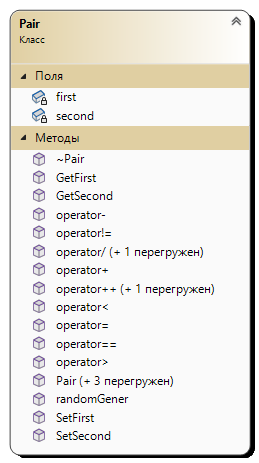 Pair
Класс
Поля
first
second
Методы
~Pair
GetFirst
GetSecond
operator-
operator!=
operator/ (+ 1 перегружен)
operator+
operator++ (+ 1 перегружен)
operator<
operator=
operator==
operator>
Pair (+ 3 перегружен)
randomGener
SetFirst
SetSecond